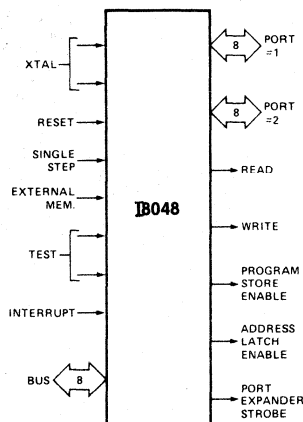 XTAL
RESET
SINGLE
STEP
EXTERNAL
MEM.
TEST
INTERRUPT
BUS
8
8048
8
PORT
=1
8
PORT
=2
READ
WRITE
PROGRAM
STORE
ENABLE
ADDRESS
LATCH
ENABLE
PORT
EXPANDER
STROBE